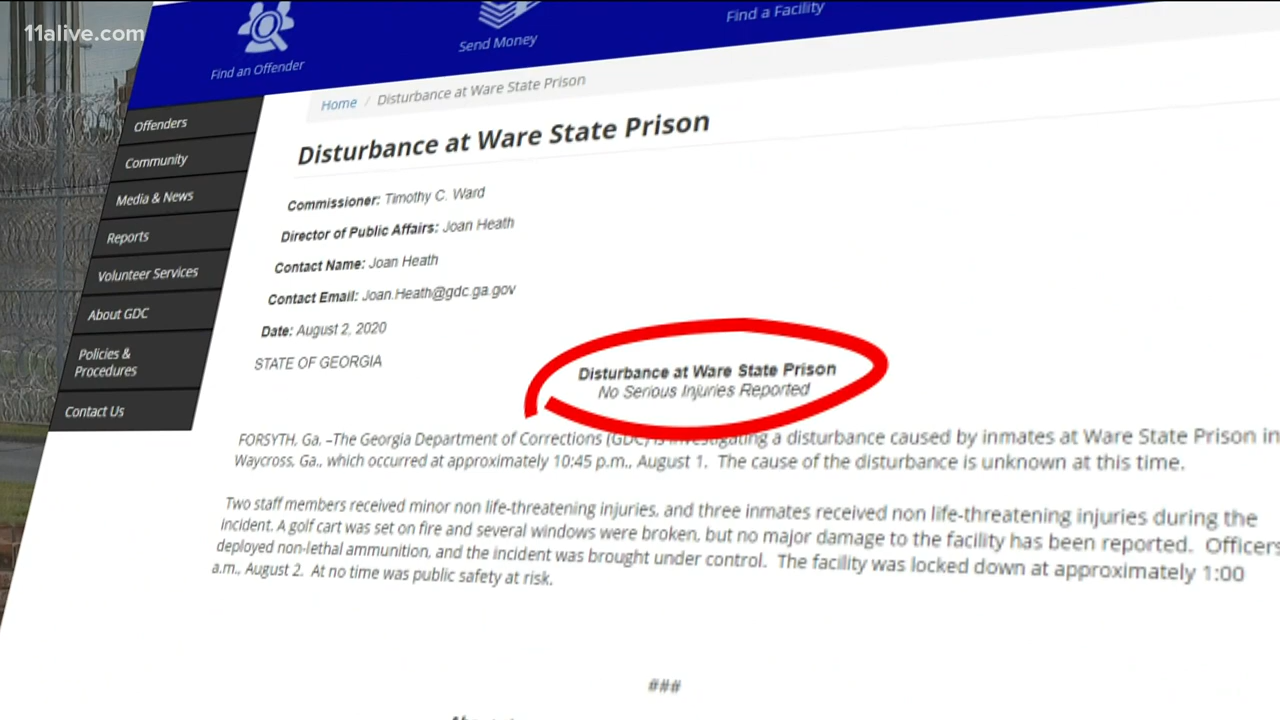 11alive.com
Find an Offender
Send Money
Find a Facility
Home / Disturbance at Ware State Prison
Disturbance at Ware State Prison
Offenders
Community
Media & News
Reports
Volunteer Services
About GDC
Policies &
Procedures
Contact Us
Commissioner: Timothy C. Ward
Director of Public Affairs: Joan Heath
Contact Name: Joan Heath
Contact Email: Joan.Heath@gdc.ga.gov
Date: August 2, 2020
STATE OF GEORGIA
Disturbance at Ware State Prison
No Serious Injuries Reported
FORSYTH, Ga. –The Georgia Department of Corrections (GDC) is investigating a disturbance caused by inmates at Ware State Prison in
Waycross, Ga., which occurred at approximately 10:45 p.m., August 1. The cause of the disturbance is unknown at this time.
Two staff members received minor non life-threatening injuries, and three inmates received non life-threatening injuries during the
incident. A golf cart was set on fire and several windows were broken, but no major damage to the facility has been reported. Officers
deployed non-lethal ammunition, and the incident was brought under control. The facility was locked down at approximately 1:00
a.m., August 2. At no time was public safety at risk.
###